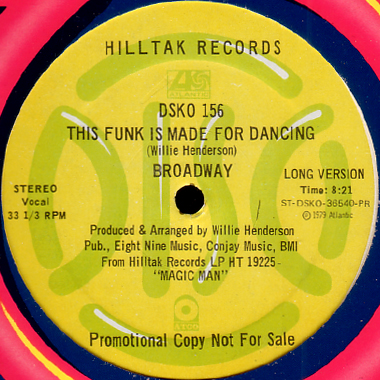 HILLTAK RECORDS
ATLANTIC
DSKO 156
THIS FUNK IS MADE FOR DANCING
(Willie Henderson)
BROADWAY
STEREO
Vocal
33 1/3 RPM
LONG VERSION
Time: 8:21
ST-DSKO-36540-PR
© 1979 Atlantic
Produced & Arranged by Willie Henderson
Pub., Eight Nine Music, Conjay Music, BMI
From Hilltak Records LP HT 19225-
"MAGIC MAN"
ATCO
Promotional Copy Not For Sale